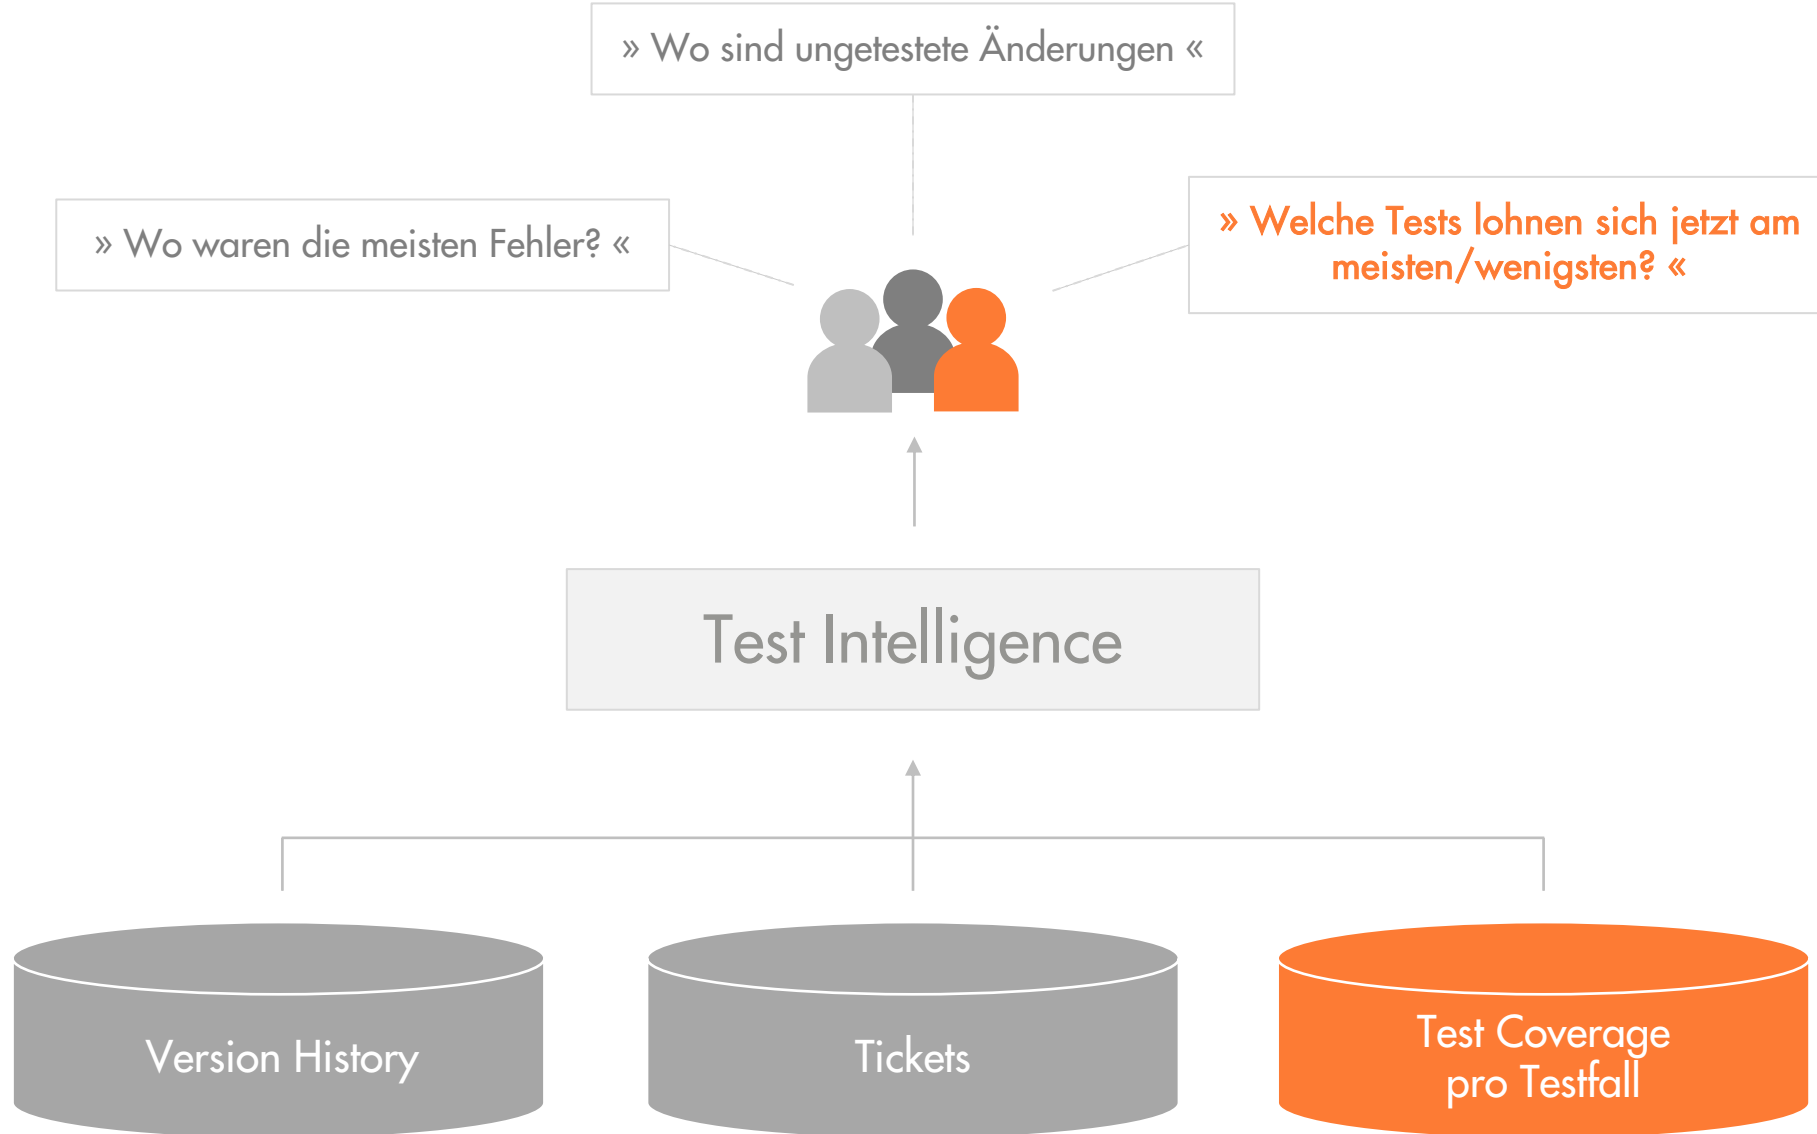 » Wo sind ungetestete Änderungen «
» Wo waren die meisten Fehler? «
» Welche Tests lohnen sich jetzt am
meisten/wenigsten? «
Test Intelligence
Version History
Tickets
Test Coverage
pro Testfall